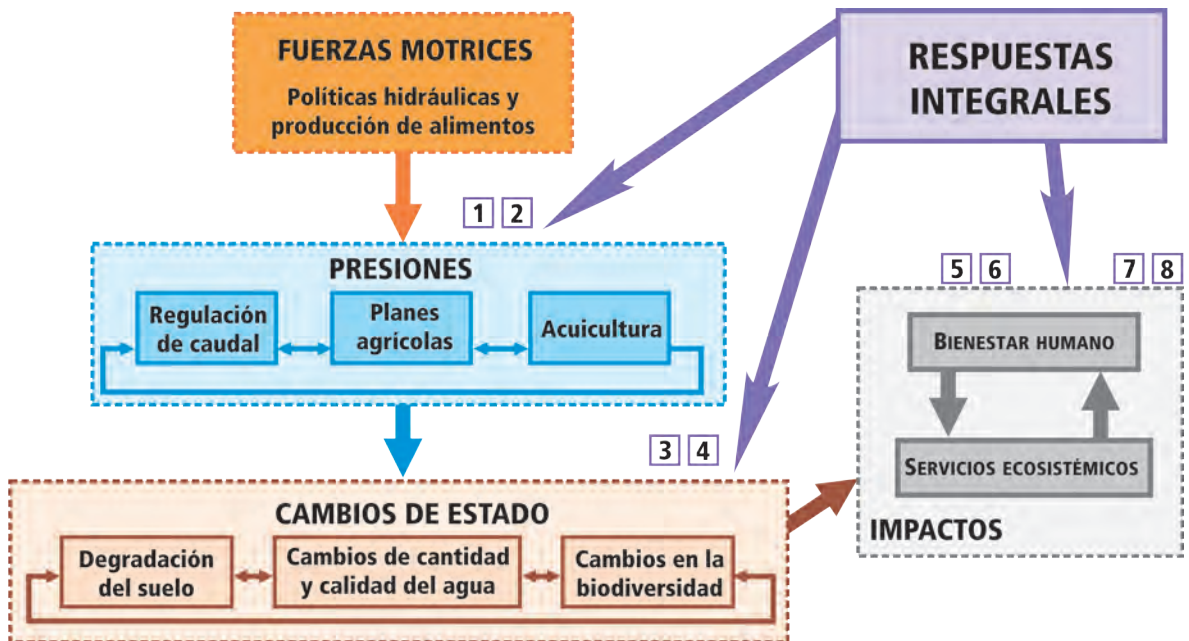 FUERZAS MOTRICES
Políticas hidráulicas y
producción de alimentos
RESPUESTAS
INTEGRALES
1 2
PRESIONES
Regulación
de caudal
Planes
agrícolas
Acuicultura
3 4
CAMBIOS DE ESTADO
Degradación
del suelo
Cambios de cantidad
y calidad del agua
Cambios en la
biodiversidad
5 6
7 8
BIENESTAR HUMANO
SERVICIOS ECOSISTÉMICOS
IMPACTOS